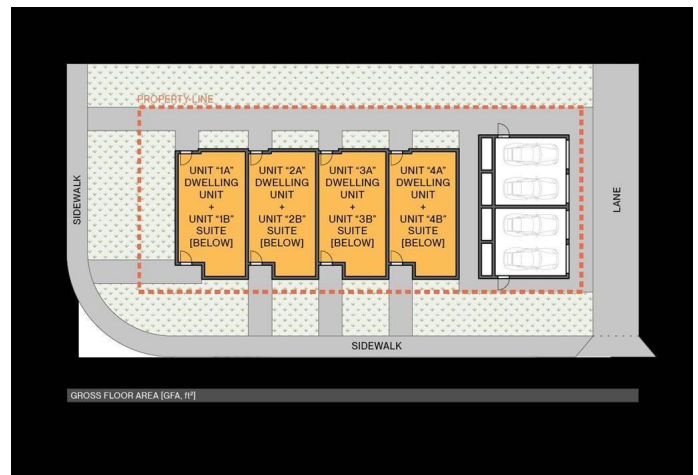 PROPERTY LINE
SIDEWALK
UNIT "1A"
DWELLING
UNIT
+
UNIT "1B"
SUITE
[BELOW]
UNIT "2A"
DWELLING
UNIT
+
UNIT "2B"
SUITE
[BELOW]
UNIT "3A"
DWELLING
UNIT
+
UNIT "3B"
SUITE
[BELOW]
UNIT "4A"
DWELLING
UNIT
+
UNIT "4B"
SUITE
[BELOW]
LANE
SIDEWALK
GROSS FLOOR AREA [GFA, ft²]